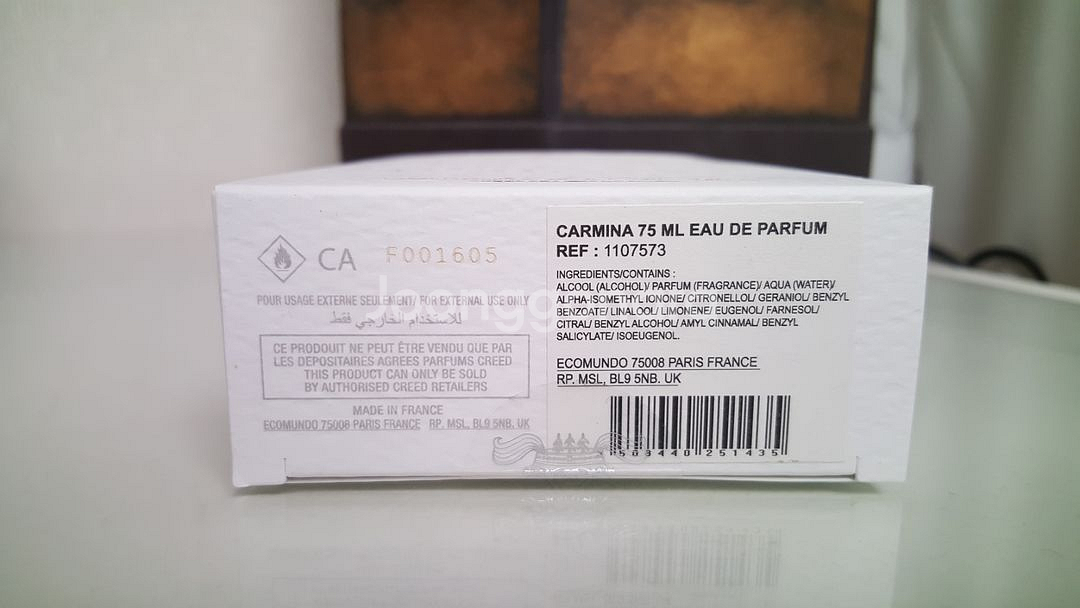 CA F001605
POUR USAGE EXTERNE SEULEMENT/ FOR EXTERNAL USE ONLY
للاستخدام الخارجي فقط
CE PRODUIT NE PEUT ÊTRE VENDU QUE PAR
LES DEPOSITAIRES AGREES PARFUMS CREED
THIS PRODUCT CAN ONLY BE SOLD
BY AUTHORISED CREED RETAILERS
MADE IN FRANCE
ECOMUNDO 75008 PARIS FRANCE RP. MSL, BL9 5NB. UK
CARMINA 75 ML EAU DE PARFUM
REF : 1107573
INGREDIENTS/CONTAINS :
ALCOOL (ALCOHOL)/ PARFUM (FRAGRANCE)/ AQUA (WATER)/
ALPHA-ISOMETHYL IONONE/ CITRONELLOL/ GERANIOL/ BENZYL
BENZOATE/ LINALOOL/ LIMONENE/ EUGENOL/ FARNESOL/
CITRAL/ BENZYL ALCOHOL/ AMYL CINNAMAL/ BENZYL
SALICYLATE/ ISOEUGENOL.
ECOMUNDO 75008 PARIS FRANCE
RP. MSL, BL9 5NB. UK
508440 251435